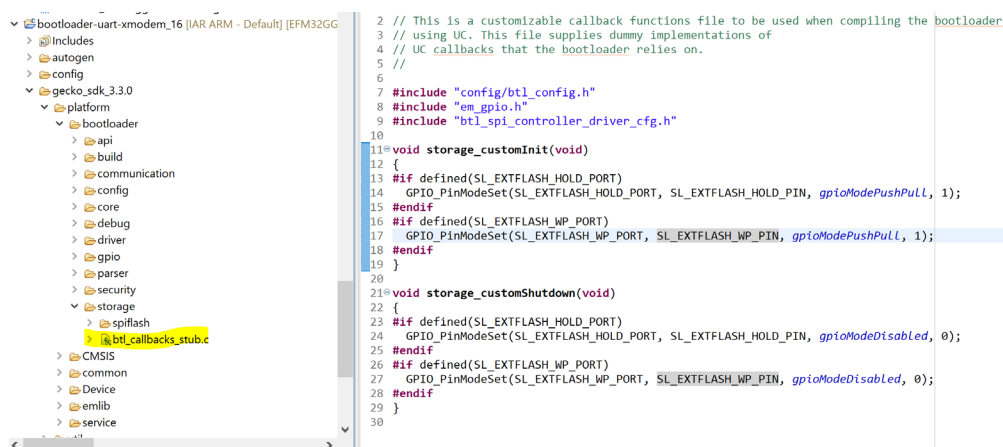 bootloader-uart-xmodem_16 [IAR ARM - Default] [EFM32GG
Includes
autogen
config
gecko_sdk_3.3.0
platform
bootloader
api
build
communication
config
core
debug
driver
gpio
parser
security
storage
spiflash
btl_callbacks_stub.c
CMSIS
common
Device
emlib
service
2 // This is a customizable callback functions file to be used when compiling the bootloader
3 // using UC. This file supplies dummy implementations of
4 // UC callbacks that the bootloader relies on.
5 //
6
7 #include "config/btl_config.h"
8 #include "em_gpio.h"
9 #include "btl_spi_controller_driver_cfg.h"
10
11 void storage_customInit(void)
12 {
13 #if defined(SL_EXTFLASH_HOLD_PORT)
14 GPIO_PinModeSet(SL_EXTFLASH_HOLD_PORT, SL_EXTFLASH_HOLD_PIN, gpioModePushPull, 1);
15 #endif
16 #if defined(SL_EXTFLASH_WP_PORT)
17 GPIO_PinModeSet(SL_EXTFLASH_WP_PORT, SL_EXTFLASH_WP_PIN, gpioModePushPull, 1);
18 #endif
19 }
20
21 void storage_customShutdown(void)
22 {
23 #if defined(SL_EXTFLASH_HOLD_PORT)
24 GPIO_PinModeSet(SL_EXTFLASH_HOLD_PORT, SL_EXTFLASH_HOLD_PIN, gpioModeDisabled, 0);
25 #endif
26 #if defined(SL_EXTFLASH_WP_PORT)
27 GPIO_PinModeSet(SL_EXTFLASH_WP_PORT, SL_EXTFLASH_WP_PIN, gpioModeDisabled, 0);
28 #endif
29 }
30